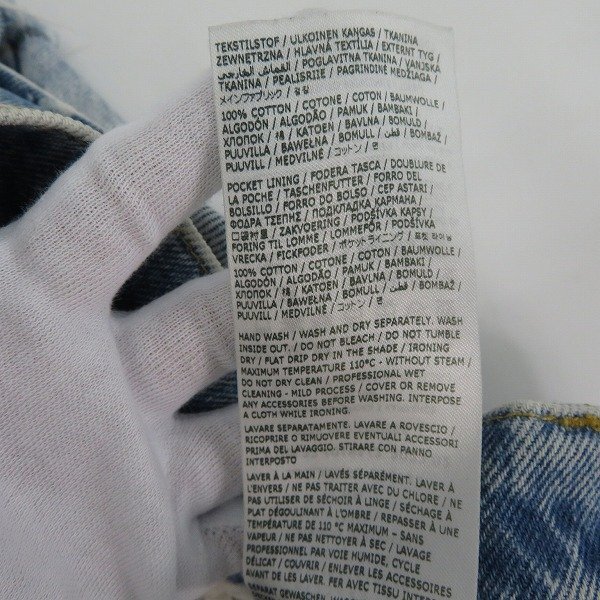 TEKSTILSTOF / ULKOINEN KANGAS / TKANINA
ZEWNĘTRZNA / HLAVNÁ TEXTÍLIA / EXTERNT TYG /
القماش الخارجي / POGLAVITNA TKANINA / VANJSKA
TKANINA / PEALISRIIE / PAGRINDINĖ MEDŽIAGA /
メインファブリック / 겉감
100% COTTON / COTONE / COTON / BAUMWOLLE /
ALGODÓN / ALGODÃO / PAMUK / BAMBAKI /
ХЛОПОК / 棉 / KATOEN / BAVLNA / BOMULD /
PUUVILLA / BAWEŁNA / BOMULL / قطن / BOMBAŽ /
PUUVILL / MEDVILNĖ / コットン / 면
POCKET LINING / FODERA TASCA / DOUBLURE DE
LA POCHE / TASCHENFUTTER / FORRO DEL
BOLSILLO / FORRO DO BOLSO / CEP ASTARI /
ΦΟΔΡΑ ΤΣΕΠΗΣ / ПОДКЛАДКА КАРМАНА /
口袋衬里 / ZAKVOERING / PODŠÍVKA KAPSY /
FORING TIL LOMME / LOMMEFÓR / PODŠÍVKA
VRECKA / PICKPODER / ポケットライニング /
100% COTTON / COTONE / COTON / BAUMWOLLE /
ALGODÓN / ALGODÃO / PAMUK / BAMBAKI /
ХЛОПОК / 棉 / KATOEN / BAVLNA / BOMULD /
PUUVILLA / BAWEŁNA / BOMULL / قطن / BOMBAŽ /
PUUVILL / MEDVILNĖ / コットン / 면
HAND WASH / WASH AND DRY SEPARATELY. WASH
INSIDE OUT. / DO NOT BLEACH / DO NOT TUMBLE
DRY / FLAT DRIP DRY IN THE SHADE / IRONING
MAXIMUM TEMPERATURE 110°C - WITHOUT STEAM /
DO NOT DRY CLEAN / PROFESSIONAL WET
CLEANING - MILD PROCESS / COVER OR REMOVE
ANY ACCESSORIES BEFORE WASHING. INTERPOSE
A CLOTH WHILE IRONING.
LAVARE SEPARATAMENTE. LAVARE A ROVESCIO /
RICOPRIRE O RIMUOVERE EVENTUALI ACCESSORI
PRIMA DEL LAVAGGIO. STIRARE CON PANNO
INTERPOSTO
LAVER À LA MAIN / LAVÉS SÉPARÉMENT. LAVER À
L'ENVERS / NE PAS TRAITER AVEC DU CHLORE / NE
PAS UTILISER DE SÉCHOIR À LINGE / SÉCHAGE À
PLAT DÉGOULINANT À L'OMBRE / REPASSER À UNE
TEMPÉRATURE DE 110 °C MAXIMUM – SANS
VAPEUR / NE PAS NETTOYER À SEC / LAVAGE
PROFESSIONNEL PAR VOIE HUMIDE, CYCLE
DÉLICAT / COUVRIR / ENLEVER LES ACCESSOIRES
AVANT DE LES LAVER. FER AVEC TISSU INTERP
SEPARAT GEWASCHEN